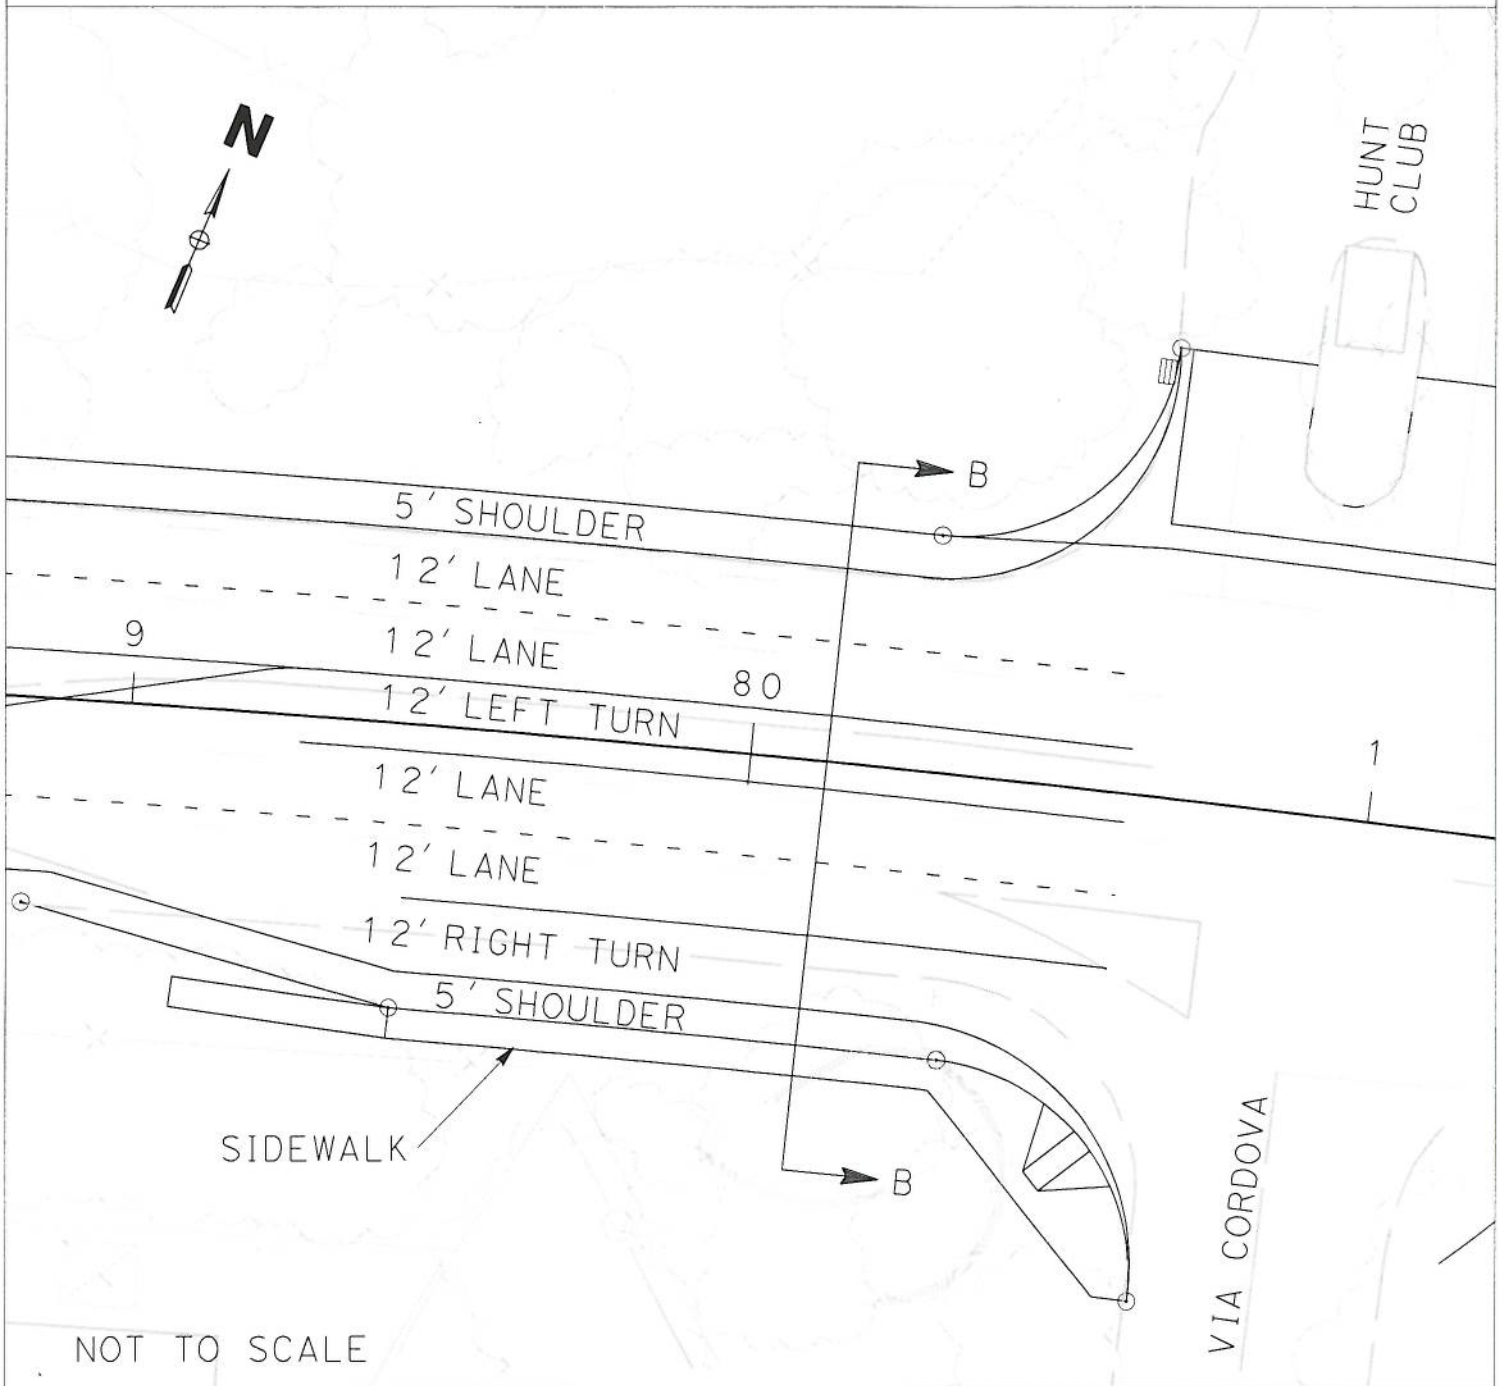 N
HUNT
CLUB
B
5' SHOULDER
12' LANE
9
12' LANE
80
12' LEFT TURN
1
12' LANE
12' LANE
12' RIGHT TURN
5' SHOULDER
SIDEWALK
B
VIA CORDOVA
NOT TO SCALE